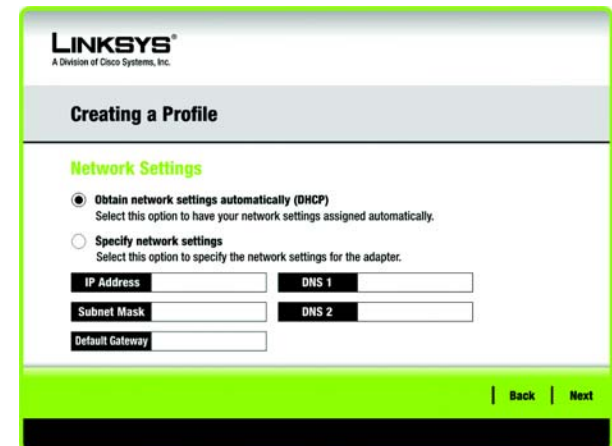 LINKSYS®
A Division of Cisco Systems, Inc.
Creating a Profile
Network Settings
Obtain network settings automatically (DHCP)
Select this option to have your network settings assigned automatically.
Specify network settings
Select this option to specify the network settings for the adapter.
IP Address DNS 1
Subnet Mask DNS 2
Default Gateway
Back Next